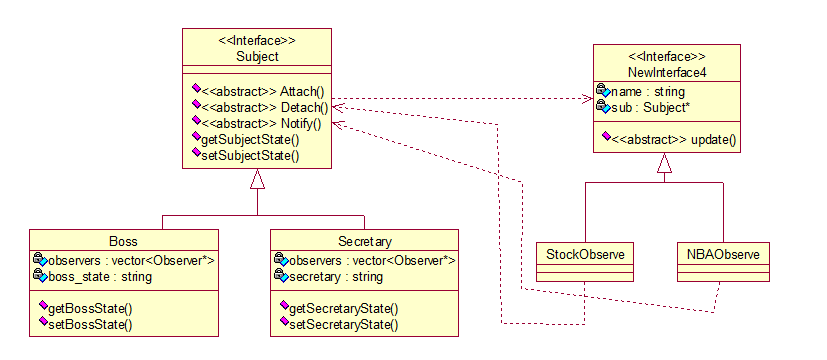 <<Interface>>
Subject
<<abstract>> Attach()
<<abstract>> Detach()
<<abstract>> Notify()
getSubjectState()
setSubjectState()
<<Interface>>
NewInterface4
name : string
sub : Subject*
<<abstract>> update()
Boss
observers : vector<Observer*>
boss_state : string
getBossState()
setBossState()
Secretary
observers : vector<Observer*>
secretary : string
getSecretaryState()
setSecretaryState()
StockObserve
NBAObserve